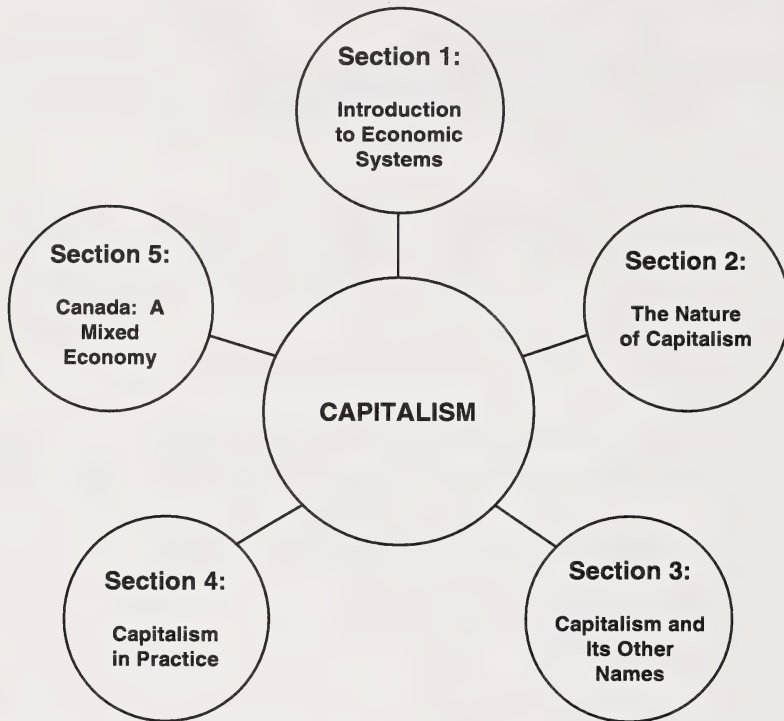 Section 1:
Introduction
to Economic
Systems
Section 2:
The Nature
of Capitalism
Section 3:
Capitalism and
Its Other
Names
Section 4:
Capitalism
in Practice
Section 5:
Canada: A
Mixed
Economy
CAPITALISM